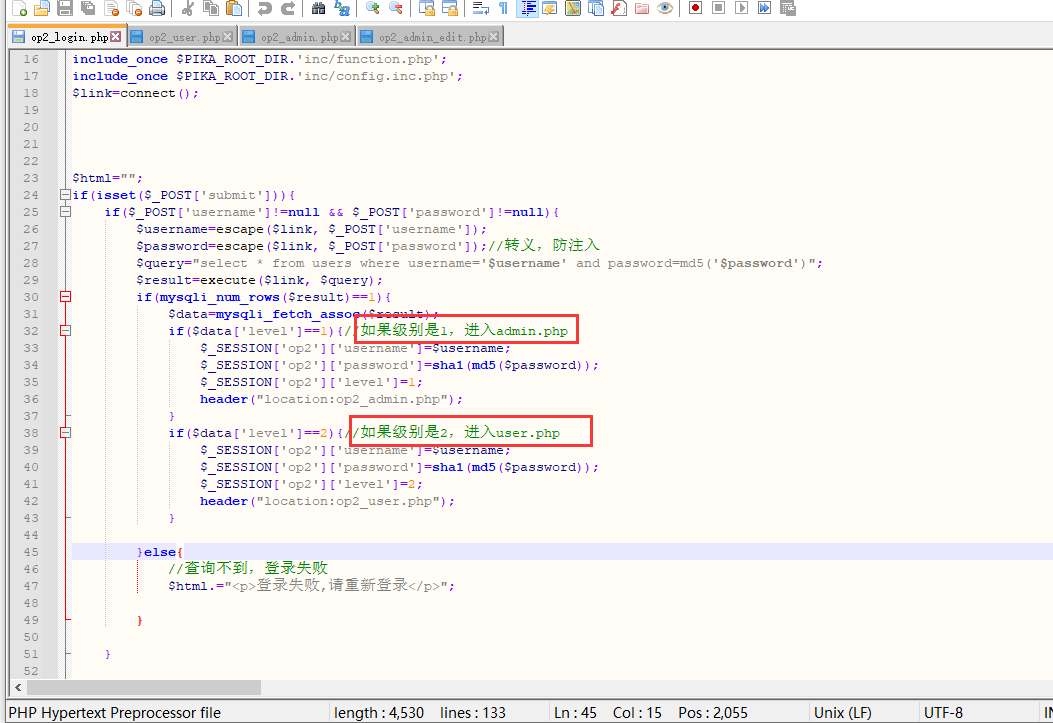 op2_login.php op2_user.php op2_admin.php op2_admin_edit.php
16 include_once $PIKA_ROOT_DIR.'inc/function.php';
17 include_once $PIKA_ROOT_DIR.'inc/config.inc.php';
18 $link=connect();
19
20
21
22
23 $html="";
24 if(isset($_POST['submit'])){
25 if($_POST['username']!=null && $_POST['password']!=null){
26 $username=escape($link, $_POST['username']);
27 $password=escape($link, $_POST['password']);//转义，防注入
28 $query="select * from users where username='$username' and password=md5('$password')";
29 $result=execute($link, $query);
30 if(mysqli_num_rows($result)==1){
31 $data=mysqli_fetch_assoc($result);
32 if($data['level']==1){//如果级别是1，进入admin.php
33 $_SESSION['op2']['username']=$username;
34 $_SESSION['op2']['password']=sha1(md5($password));
35 $_SESSION['op2']['level']=1;
36 header("location:op2_admin.php");
37 }
38 if($data['level']==2){//如果级别是2，进入user.php
39 $_SESSION['op2']['username']=$username;
40 $_SESSION['op2']['password']=sha1(md5($password));
41 $_SESSION['op2']['level']=2;
42 header("location:op2_user.php");
43 }
44
45 }else{
46 //查询不到，登录失败
47 $html.="<p>登录失败,请重新登录</p>";
48
49 }
50
51 }
52
PHP Hypertext Preprocessor file length : 4,530 lines : 133 Ln : 45 Col : 15 Pos : 2,055 Unix (LF) UTF-8